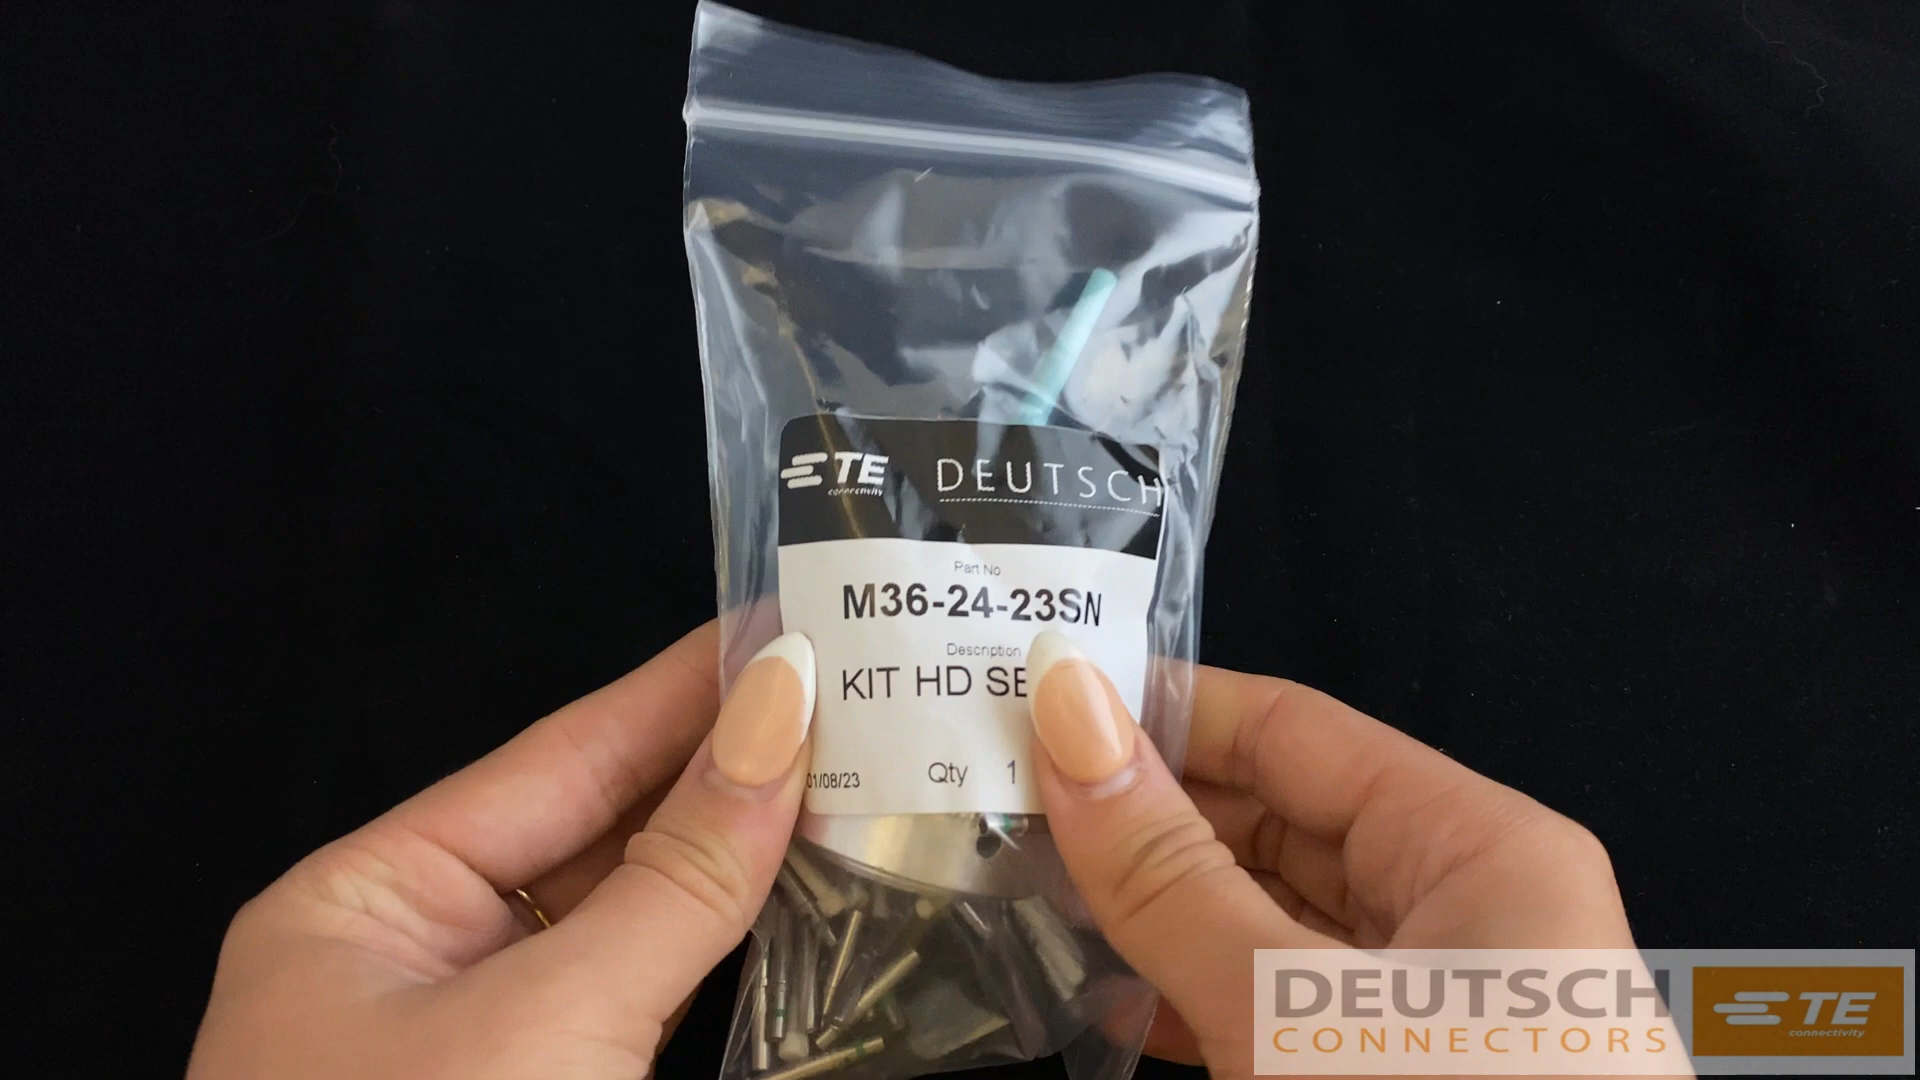 TE
connectivity
DEUTSCH
Part No
M36-24-23SN
Description
KIT HD
01/08/23
Qty 1
DEUTSCH
CONNECTORS
TE
connectivity